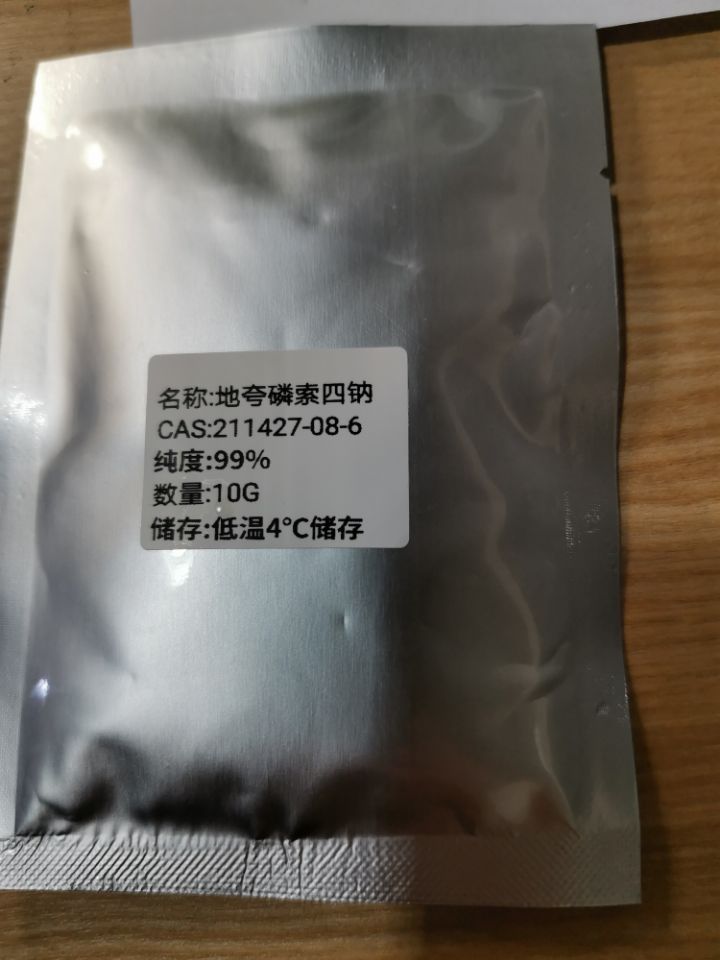 名称:地夸磷索四钠
CAS:211427-08-6
纯度:99%
数量:10G
储存:低温4℃储存